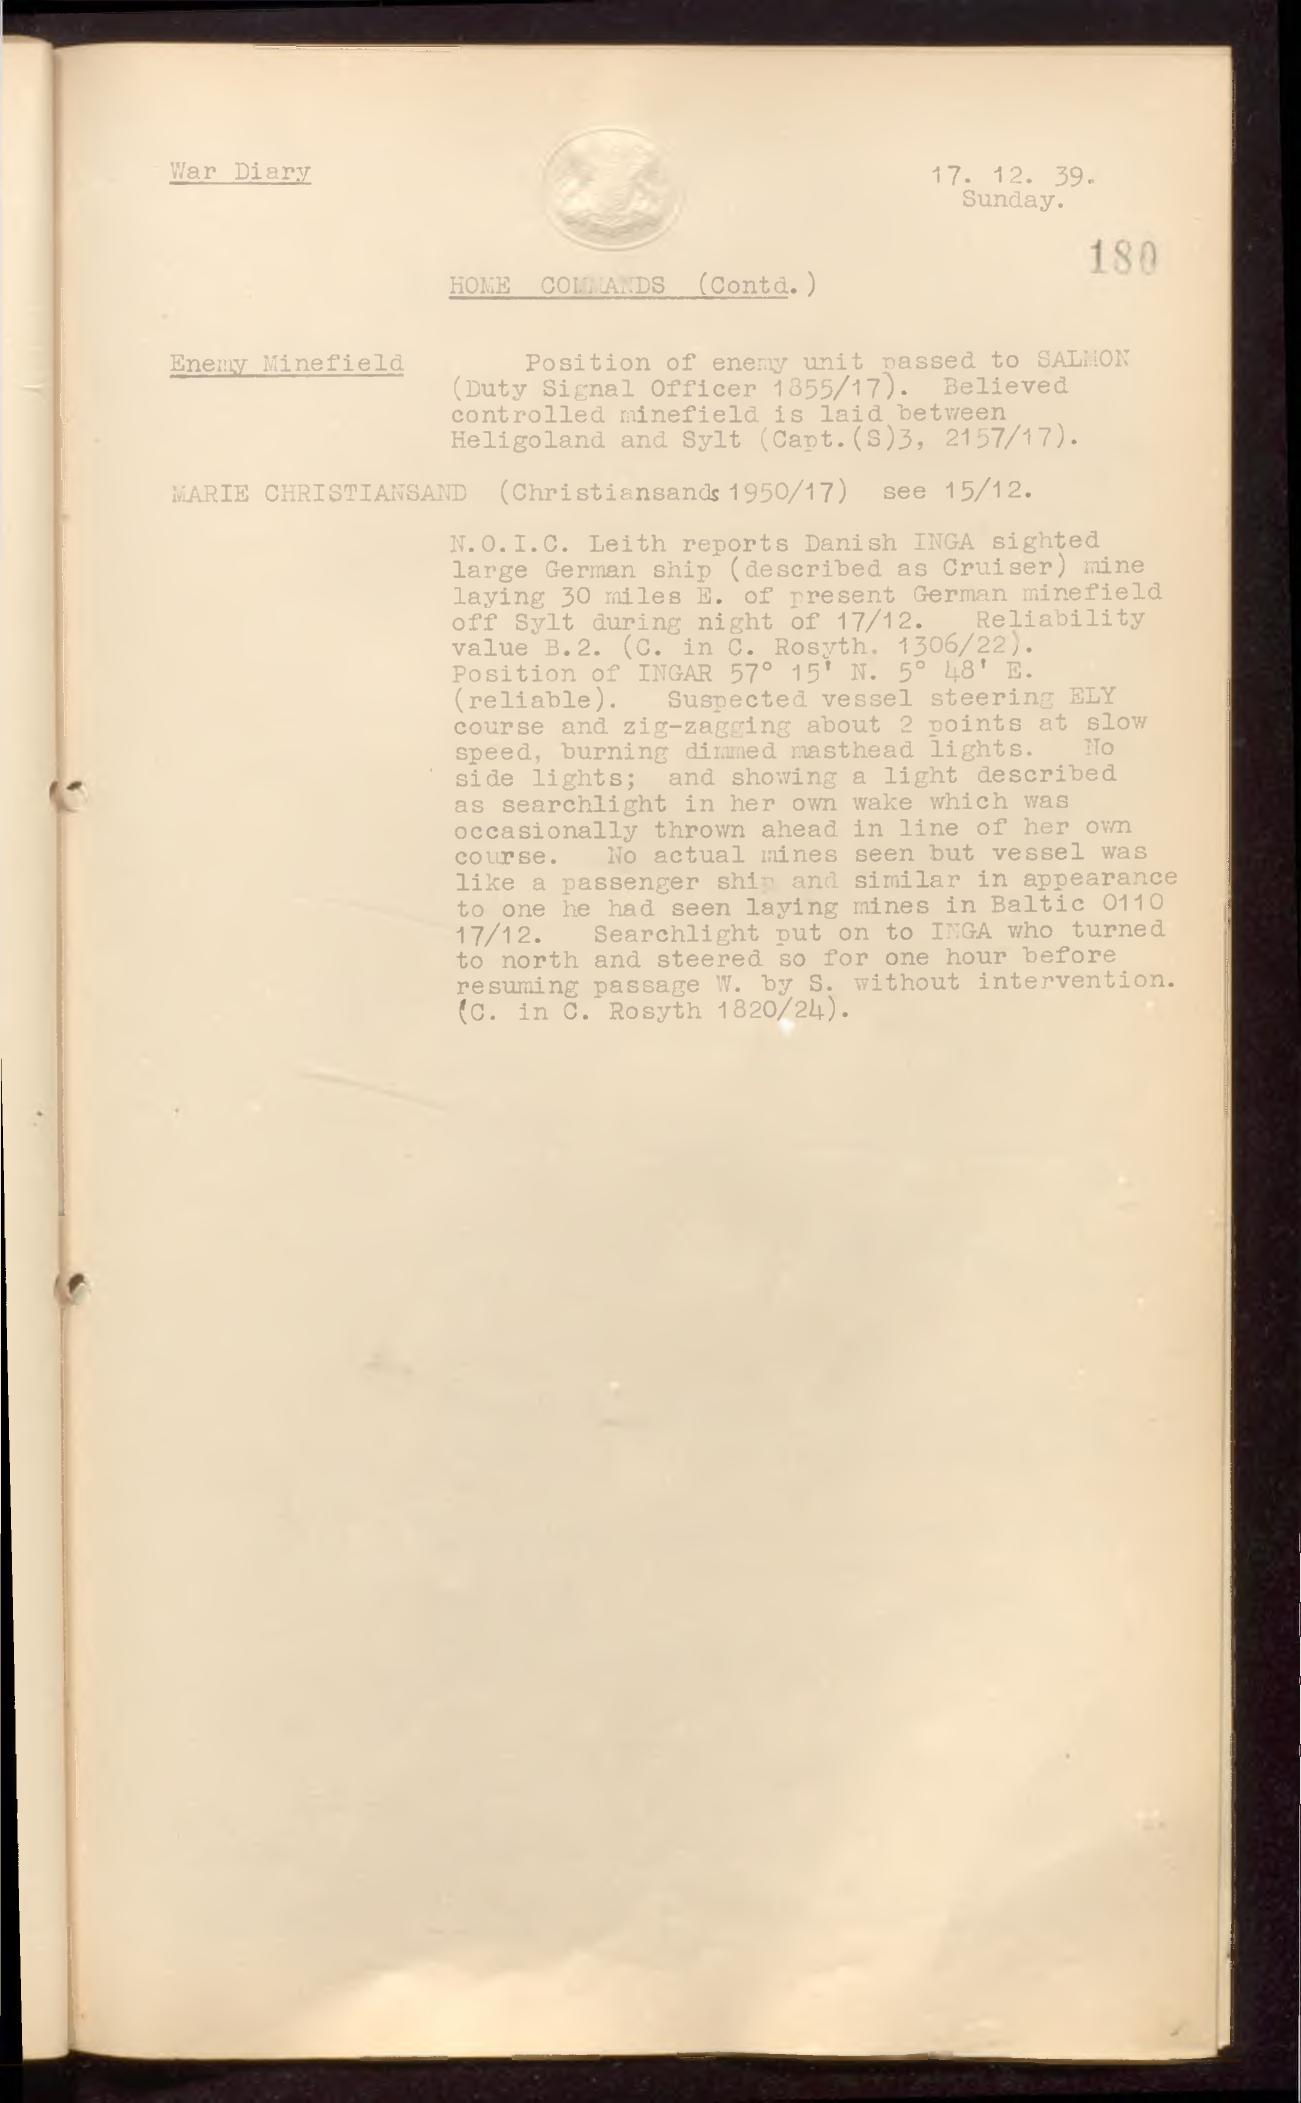 War Diary
17. 12. 39.
Sunday.
180
HOME COMMANDS (Contd.)
Enemy Minefield Position of enemy unit passed to SALMON
(Duty Signal Officer 1855/17). Believed
controlled minefield is laid between
Heligoland and Sylt (Capt.(S)3, 2157/17).
MARIE CHRISTIANSAND (Christiansands 1950/17) see 15/12.
N.O.I.C. Leith reports Danish INGA sighted
large German ship (described as Cruiser) mine
laying 30 miles E. of present German minefield
off Sylt during night of 17/12. Reliability
value B.2. (C. in C. Rosyth. 1306/22).
Position of INGAR 57° 15' N. 5° 48' E.
(reliable). Suspected vessel steering ELY
course and zig-zagging about 2 points at slow
speed, burning dimmed masthead lights. No
side lights; and showing a light described
as searchlight in her own wake which was
occasionally thrown ahead in line of her own
course. No actual mines seen but vessel was
like a passenger ship and similar in appearance
to one he had seen laying mines in Baltic 0110
17/12. Searchlight put on to INGA who turned
to north and steered so for one hour before
resuming passage W. by S. without intervention.
(C. in C. Rosyth 1820/24).